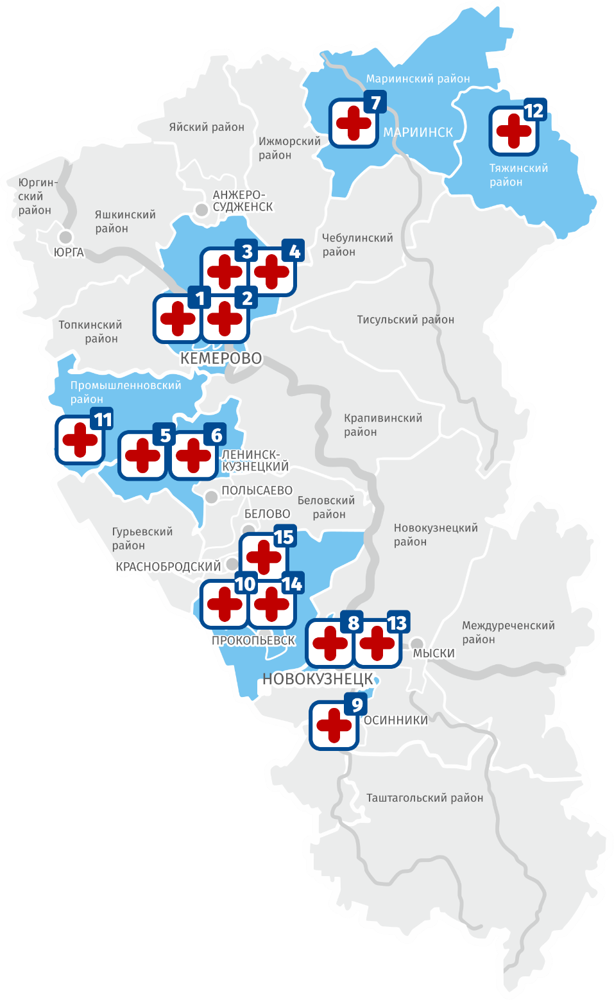 Мариинский район
7
12
МАРИИНСК
Яйский район
Ижморский
район
Тяжинский
район
Юргин-
ский
район
АНЖЕРО-
СУДЖЕНСК
Яшкинский
район
ЮРГА
Чебулинский
район
3
4
1
2
Топкинский
район
Тисульский район
КЕМЕРОВО
Промышленновский
район
11
5
6
Крапивинский
район
ЛЕНИНСК-
КУЗНЕЦКИЙ
ПОЛЫСАЕВО
Беловский
район
БЕЛОВО
Гурьевский
район
15
Новокузнецкий
район
КРАСНОБРОДСКИЙ
10
14
8
13
Междуреченский
район
ПРОКОПЬЕВСК
МЫСКИ
НОВОКУЗНЕЦК
9
ОСИННИКИ
Таштагольский район